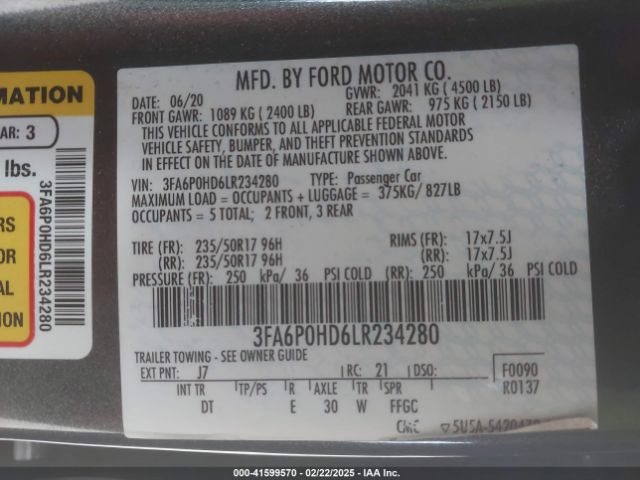 MATION
AR: 3
lbs.
RS
OR
AL
ION
3FA6P0HD6LR234280
MFD. BY FORD MOTOR CO.
DATE: 06/20 GVWR: 2041 KG (4500 LB)
FRONT GAWR: 1089 KG (2400 LB) REAR GAWR: 975 KG (2150 LB)
THIS VEHICLE CONFORMS TO ALL APPLICABLE FEDERAL MOTOR
VEHICLE SAFETY, BUMPER, AND THEFT PREVENTION STANDARDS
IN EFFECT ON THE DATE OF MANUFACTURE SHOWN ABOVE.
VIN: 3FA6P0HD6LR234280 TYPE: Passenger Car
MAXIMUM LOAD = OCCUPANTS + LUGGAGE = 375KG/ 827LB
OCCUPANTS = 5 TOTAL; 2 FRONT, 3 REAR
TIRE (FR): 235/50R17 96H RIMS (FR): 17x7.5J
(RR): 235/50R17 96H (RR): 17x7.5J
PRESSURE (FR): 250 kPa/ 36 PSI COLD (RR): 250 kPa/ 36 PSI COLD
3FA6P0HD6LR234280
TRAILER TOWING - SEE OWNER GUIDE
EXT PNT: J7 RC: 21 DSO: F0090
INT TR TP/PS R AXLE TR SPR R0137
DT E 30 W FFGC
5U5A-5420
000-41599570 - 02/22/2025 - IAA Inc.